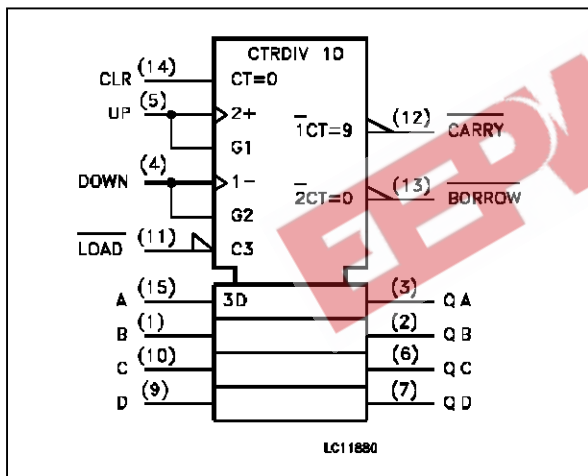 CTRDIV 10
CLR (14) CT=0
UP (5) 2+
G1
1CT=9 (12) CARRY
DOWN (4) 1-
G2
2CT=0 (13) BORROW
LOAD (11) C3
A (15) 3D (3) QA
B (1) (2) QB
C (10) (6) QC
D (9) (7) QD
LC11880